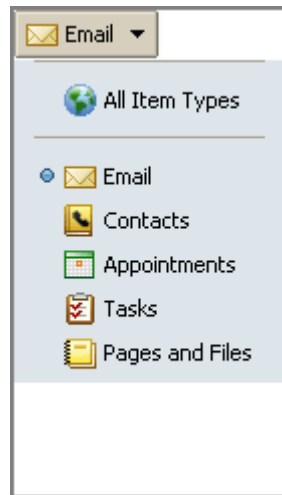 Email
All Item Types
Email
Contacts
Appointments
Tasks
Pages and Files